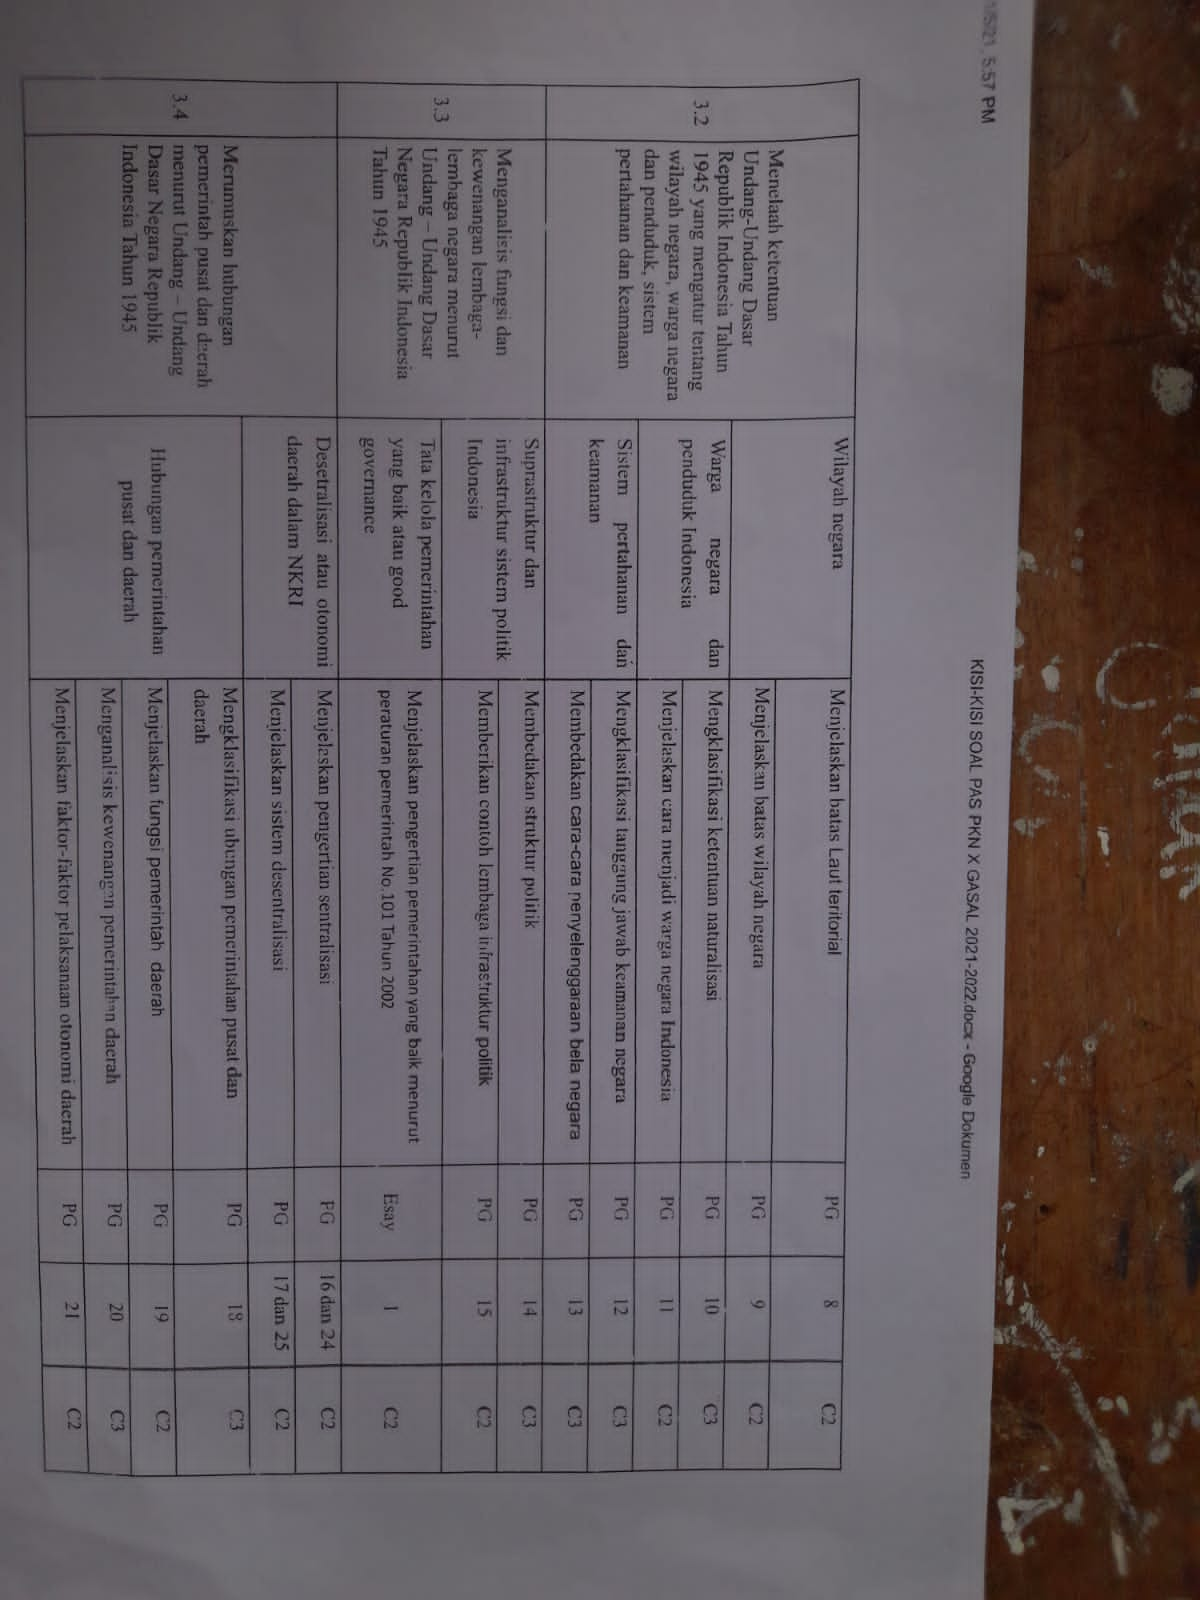 1/5/21, 5:57 PM
KISI-KISI SOAL PAS PKN X GASAL 2021-2022.docx - Google Dokumen
Wilayah negara
Menjelaskan batas Laut teritorial
PG
8
C2
3.2
Menelaah ketentuan
Undang-Undang Dasar
Republik Indonesia Tahun
1945 yang mengatur tentang
wilayah negara, warga negara
dan penduduk, sistem
pertahanan dan keamanan
Menjelaskan batas wilayah negara
PG
9
C2
Warga negara dan
penduduk Indonesia
Mengklasifikasi ketentuan naturalisasi
PG
10
C3
Menjelaskan cara menjadi warga negara Indonesia
PG
11
C2
Sistem pertahanan dan
keamanan
Mengklasifikasi tanggung jawab keamanan negara
PG
12
C3
Membedakan cara-cara penyelenggaraan bela negara
PG
13
C3
3.3
Menganalisis fungsi dan
kewenangan lembaga-
lembaga negara menurut
Undang – Undang Dasar
Negara Republik Indonesia
Tahun 1945
Suprastruktur dan
infrastruktur sistem politik
Indonesia
Membedakan struktur politik
PG
14
C3
Memberikan contoh lembaga infrastruktur politik
PG
15
C2
Tata kelola pemerintahan
yang baik atau good
governance
Menjelaskan pengertian pemerintahan yang baik menurut
peraturan pemerintah No.101 Tahun 2002
Esay
1
C2
3.4
Merumuskan hubungan
pemerintah pusat dan daerah
menurut Undang – Undang
Dasar Negara Republik
Indonesia Tahun 1945
Desetralisasi atau otonomi
daerah dalam NKRI
Menjelaskan pengertian sentralisasi
PG
16 dan 24
C2
Menjelaskan sistem desentralisasi
PG
17 dan 25
C2
Hubungan pemerintahan
pusat dan daerah
Mengklasifikasi ubungan pemerintahan pusat dan
daerah
PG
18
C3
Menjelaskan fungsi pemerintah daerah
PG
19
C2
Menganalisis kewenangan pemerintahan daerah
PG
20
C3
Menjelaskan faktor-faktor pelaksanaan otonomi daerah
PG
21
C2